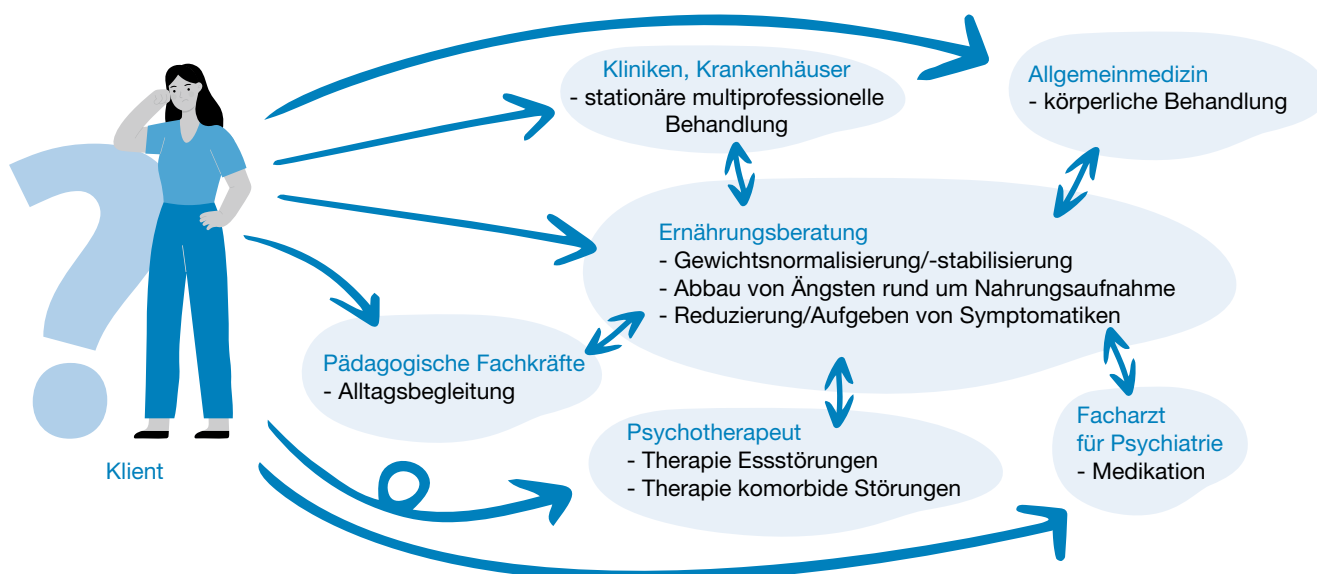 Kliniken, Krankenhäuser
- stationäre multiprofessionelle
Behandlung
Allgemeinmedizin
- körperliche Behandlung
Ernährungsberatung
- Gewichtsnormalisierung/-stabilisierung
- Abbau von Ängsten rund um Nahrungsaufnahme
- Reduzierung/Aufgeben von Symptomatiken
Pädagogische Fachkräfte
- Alltagsbegleitung
Psychotherapeut
- Therapie Essstörungen
- Therapie komorbide Störungen
Facharzt
für Psychiatrie
- Medikation
Klient
?